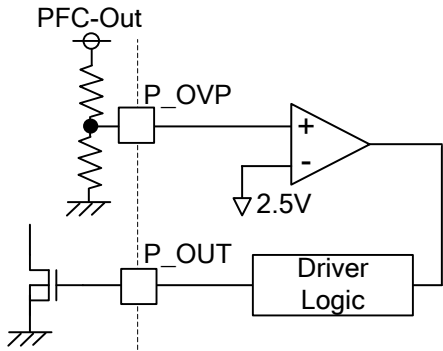 PFC-Out
P_OVP
+
-
2.5V
P_OUT
Driver
Logic